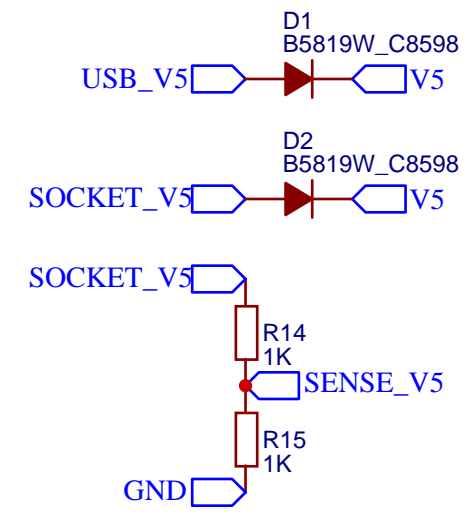 D1
B5819W_C8598
USB_V5
V5
D2
B5819W_C8598
SOCKET_V5
V5
SOCKET_V5
R14
1K
SENSE_V5
R15
1K
GND